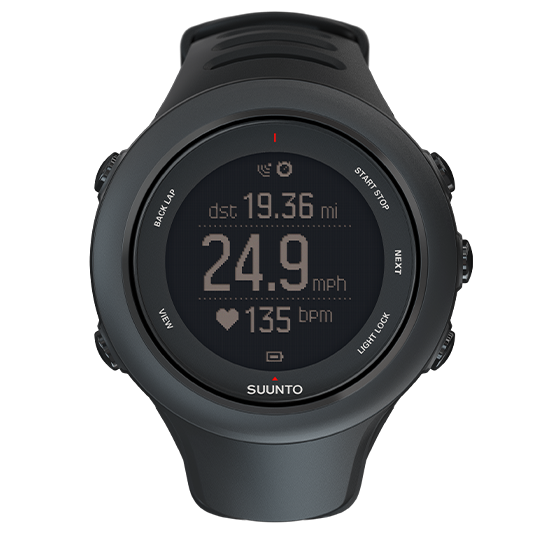 START STOP
BACK LAP
dst 19.36 mi
24.9 mph
NEXT
135 bpm
VIEW
LIGHT LOCK
SUUNTO